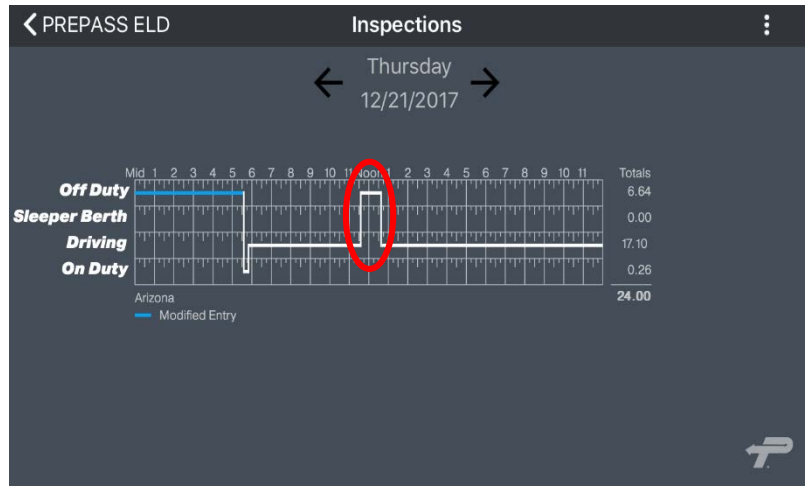 PREPASS ELD Inspections
Thursday
12/21/2017
Mid 1 2 3 4 5 6 7 8 9 10 11 Noon 1 2 3 4 5 6 7 8 9 10 11 Totals
Off Duty 6.64
Sleeper Berth 0.00
Driving 17.10
On Duty 0.26
Arizona 24.00
Modified Entry